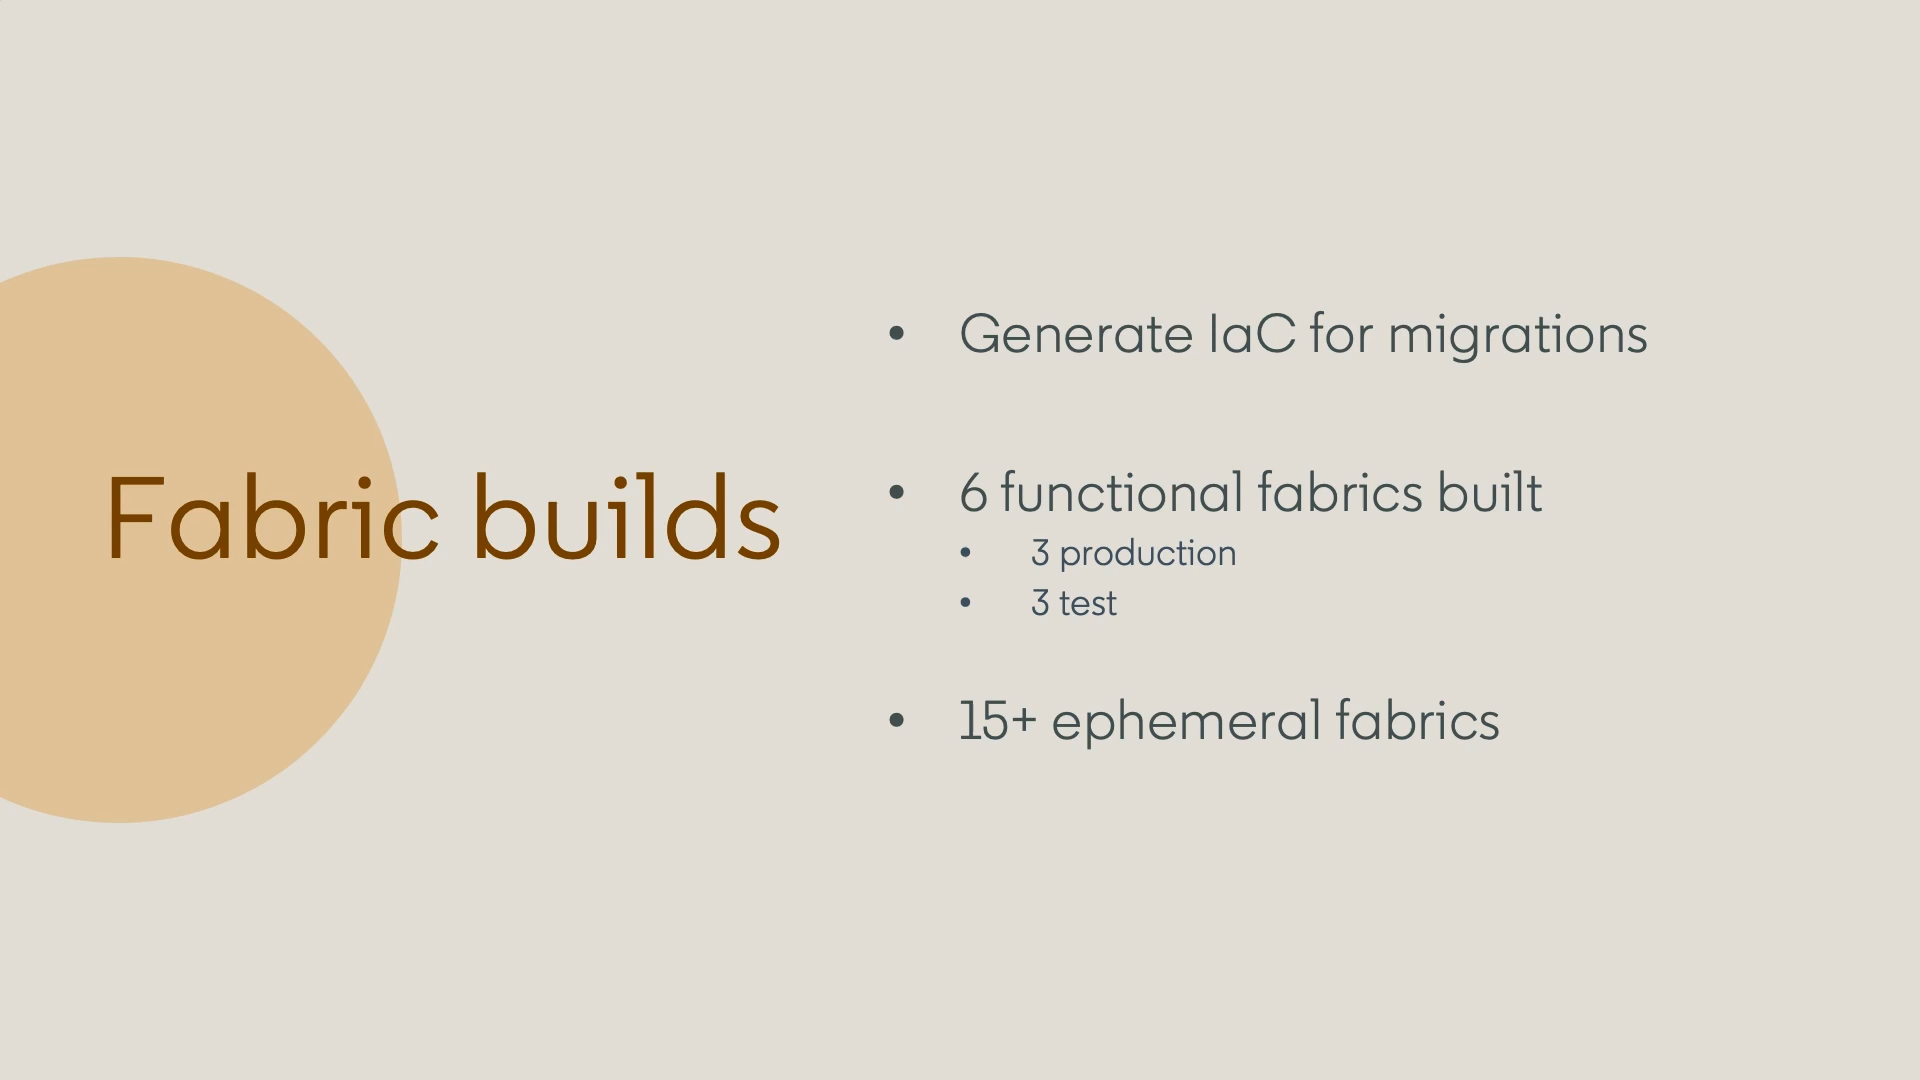 Fabric builds
• Generate IaC for migrations
• 6 functional fabrics built
• 3 production
• 3 test
• 15+ ephemeral fabrics